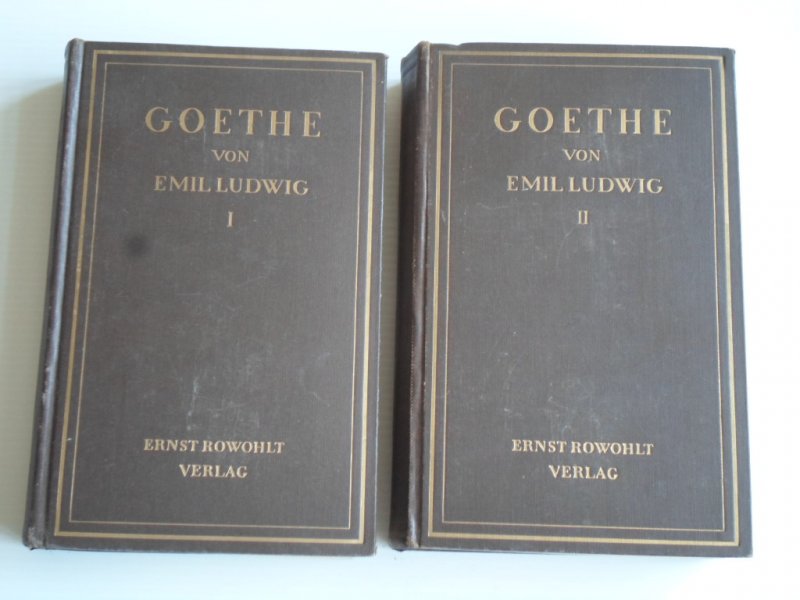 GOETHE
VON
EMIL LUDWIG
I
ERNST ROWOHLT
VERLAG
GOETHE
VON
EMIL LUDWIG
II
ERNST ROWOHLT
VERLAG